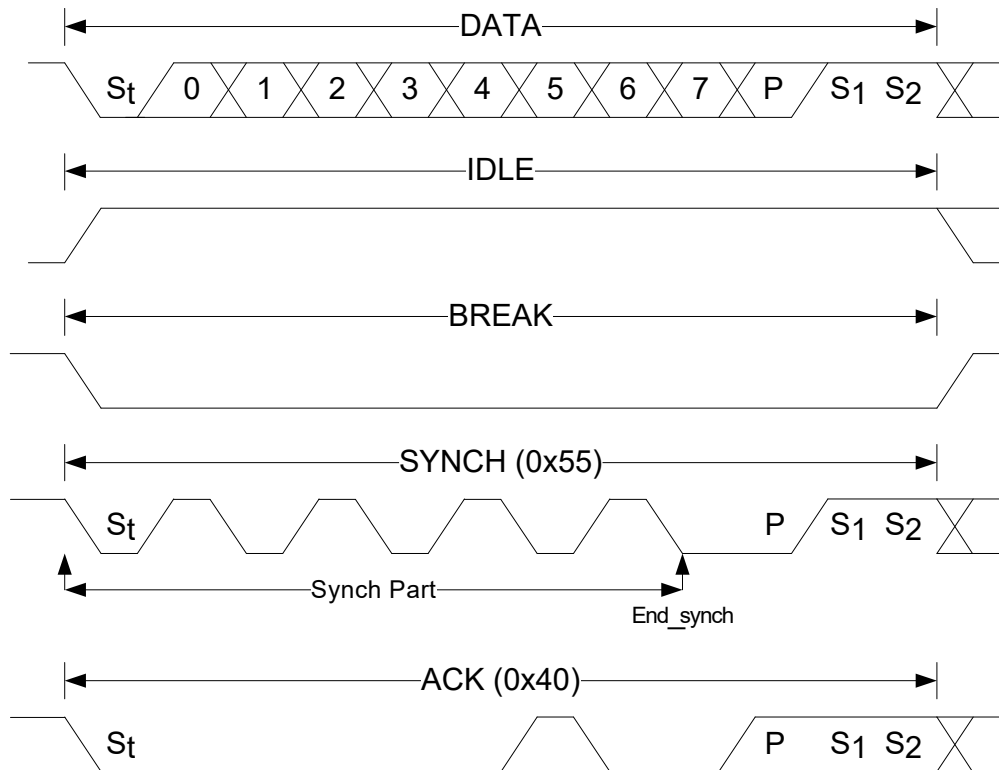 DATA
St 0 1 2 3 4 5 6 7 P S1 S2
IDLE
BREAK
SYNCH (0x55)
St P S1 S2
Synch Part
End_synch
ACK (0x40)
St P S1 S2